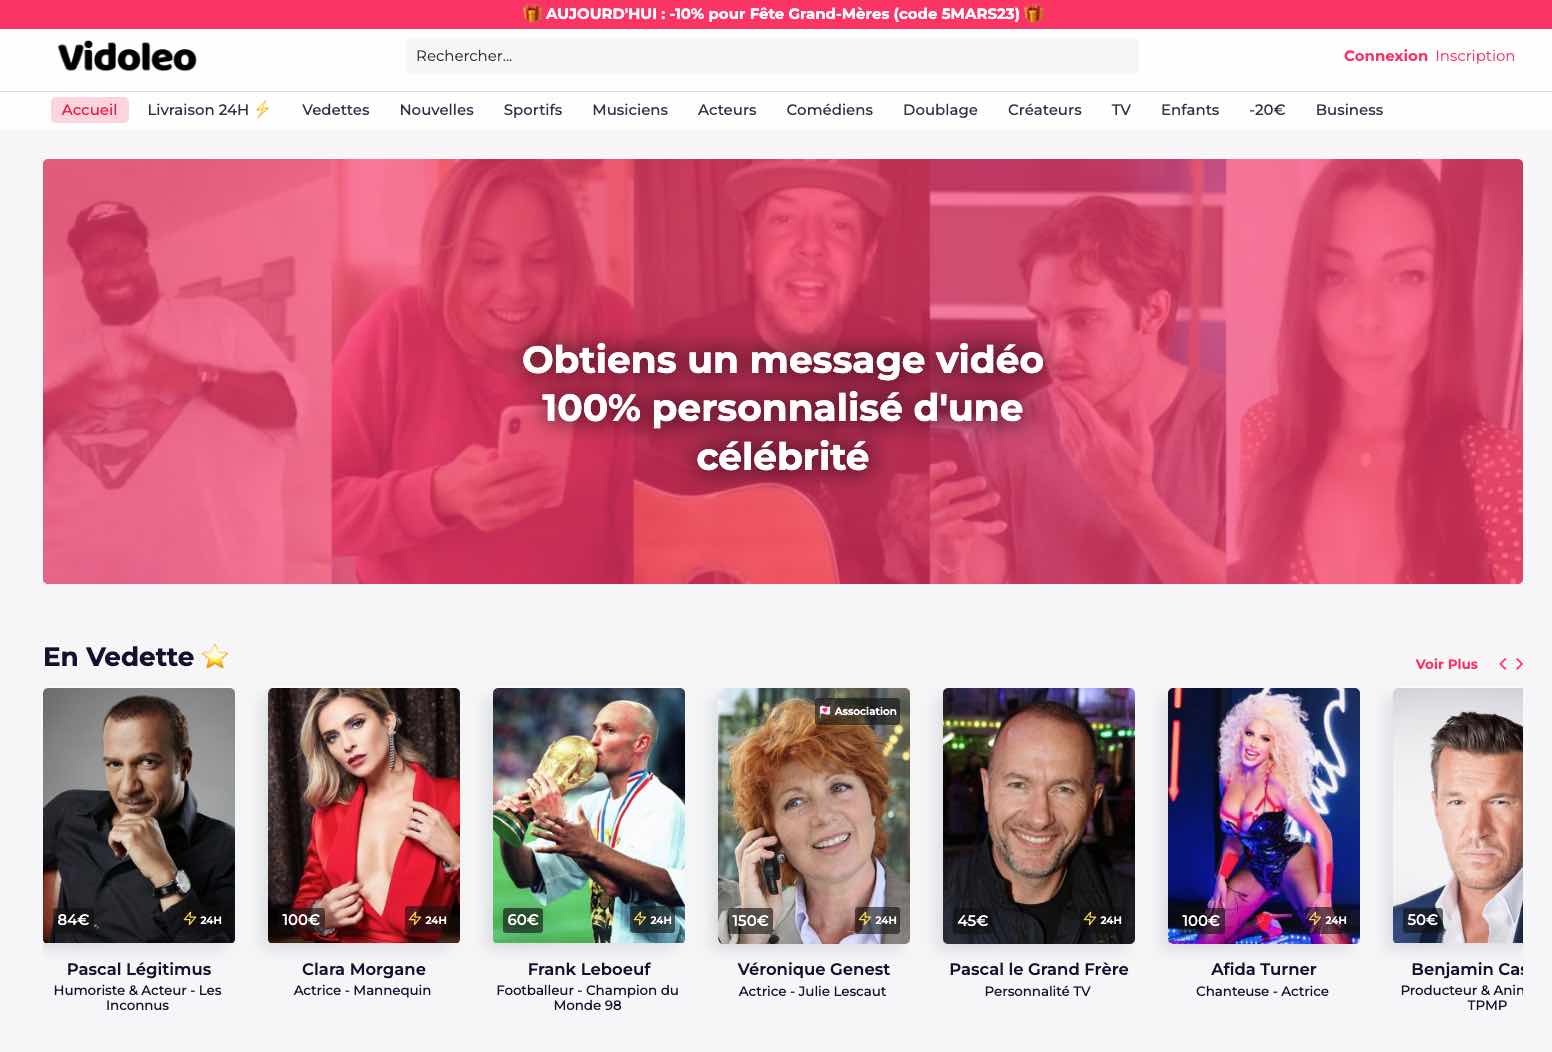 🎁 AUJOURD'HUI : -10% pour Fête Grand-Mères (code 5MARS23) 🎁
Vidoleo
Rechercher...
Connexion Inscription
Accueil Livraison 24H ⚡ Vedettes Nouvelles Sportifs Musiciens Acteurs Comédiens Doublage Créateurs TV Enfants -20€ Business
Obtiens un message vidéo
100% personnalisé d'une
célébrité
En Vedette ⭐
Voir Plus
Association
84€ 24H
100€ 24H
60€ 24H
150€ 24H
45€ 24H
100€ 24H
50€
Pascal Légitimus
Humoriste & Acteur - Les
Inconnus
Clara Morgane
Actrice - Mannequin
Frank Leboeuf
Footballeur - Champion du
Monde 98
Véronique Genest
Actrice - Julie Lescaut
Pascal le Grand Frère
Personnalité TV
Afida Turner
Chanteuse - Actrice
Benjamin Cas
Producteur & Anin
TPMP